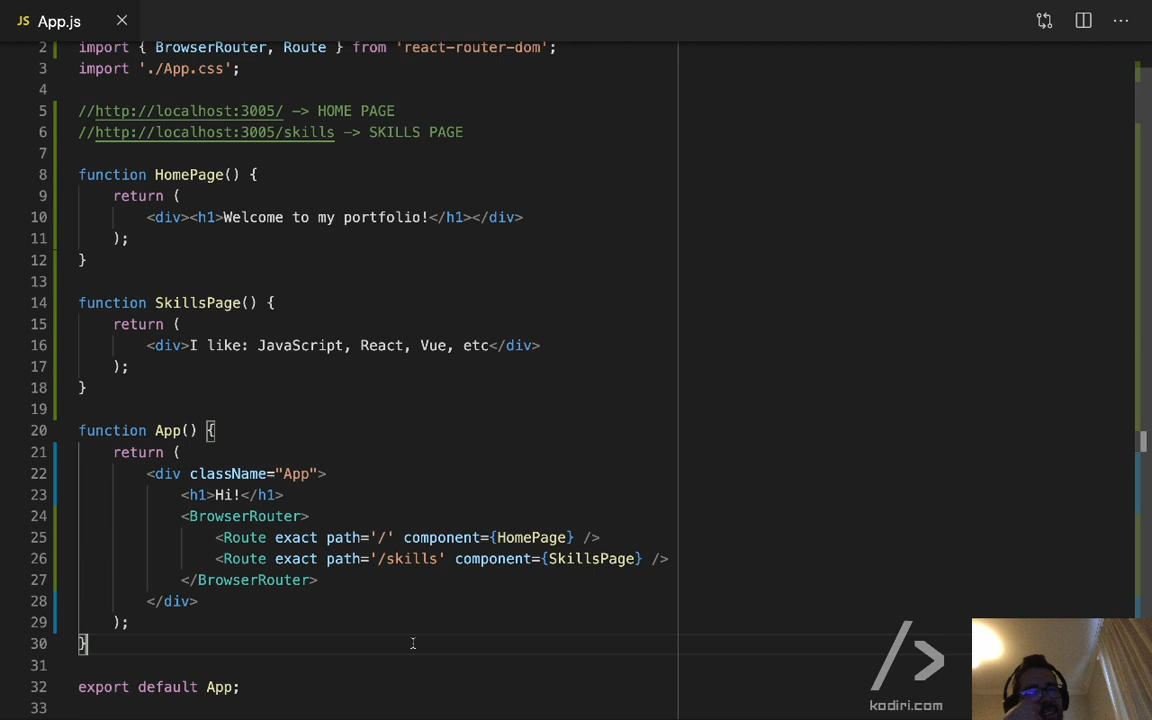 JS App.js
2 import { BrowserRouter, Route } from 'react-router-dom';
3 import './App.css';
4
5 //http://localhost:3005/ —> HOME PAGE
6 //http://localhost:3005/skills —> SKILLS PAGE
7
8 function HomePage() {
9 return (
10 <div><h1>Welcome to my portfolio!</h1></div>
11 );
12 }
13
14 function SkillsPage() {
15 return (
16 <div>I like: JavaScript, React, Vue, etc</div>
17 );
18 }
19
20 function App() {
21 return (
22 <div className="App">
23 <h1>Hi!</h1>
24 <BrowserRouter>
25 <Route exact path='/' component={HomePage} />
26 <Route exact path='/skills' component={SkillsPage} />
27 </BrowserRouter>
28 </div>
29 );
30 }
31
32 export default App;
33
kodiri.com